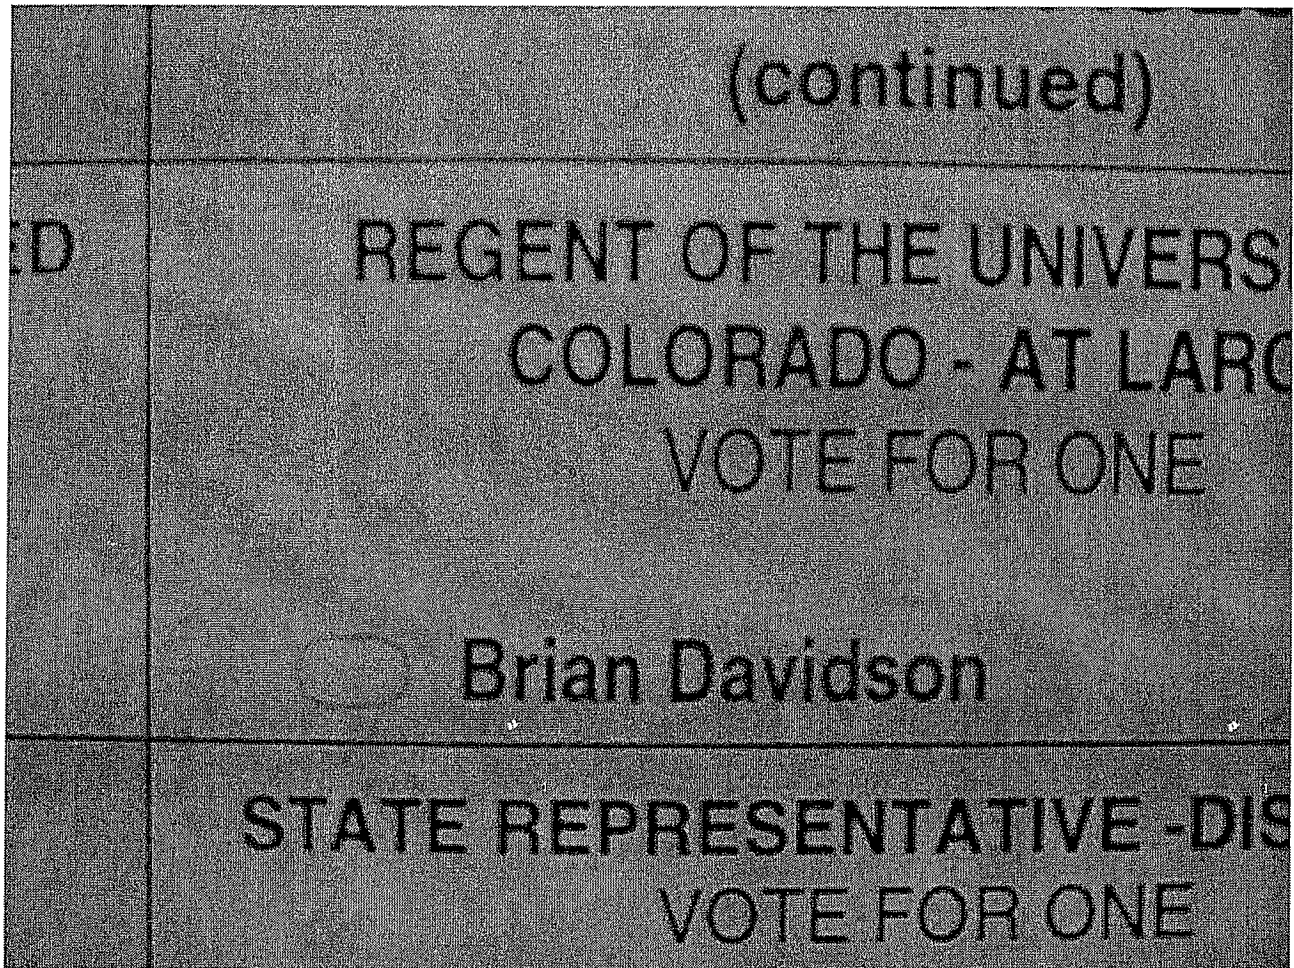 (continued)
ED
REGENT OF THE UNIVERS
COLORADO - AT LARG
VOTE FOR ONE
Brian Davidson
STATE REPRESENTATIVE -DIS
VOTE FOR ONE